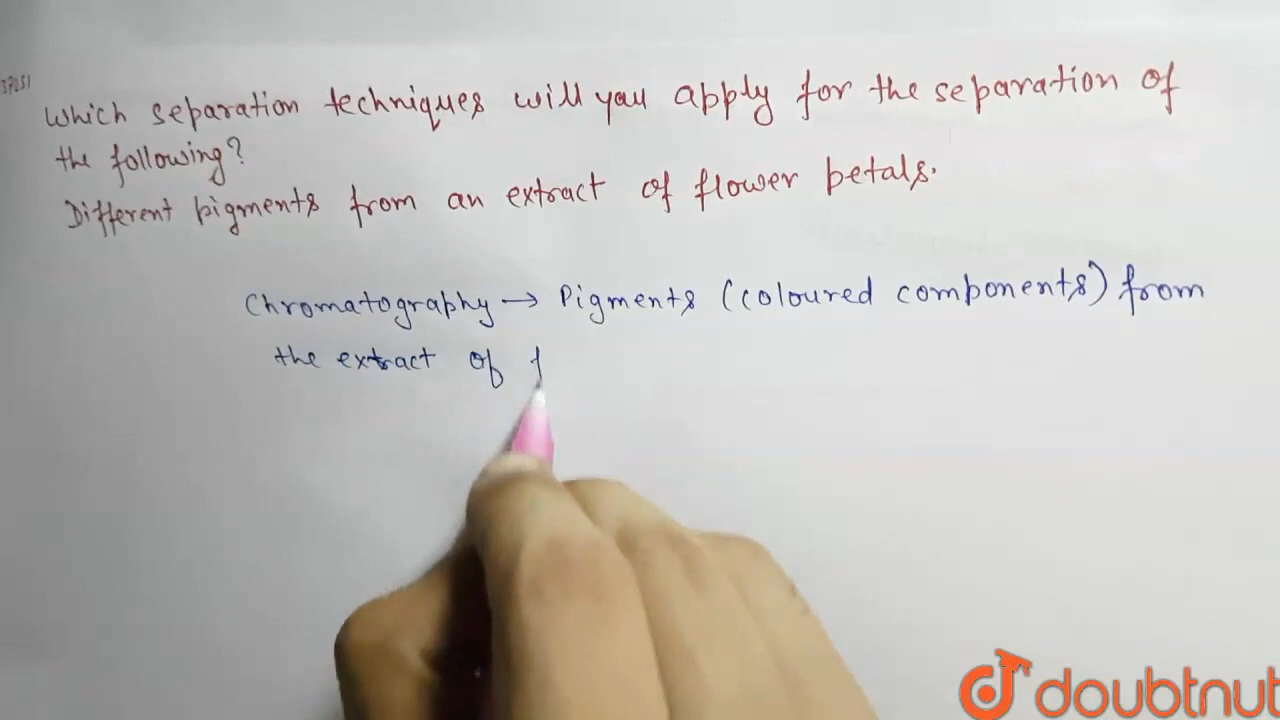 37251
Which separation techniques will you apply for the separation of
the following?
Different pigments from an extract of flower petals.
Chromatography → Pigments (coloured components) from
the extract of f
doubtnut